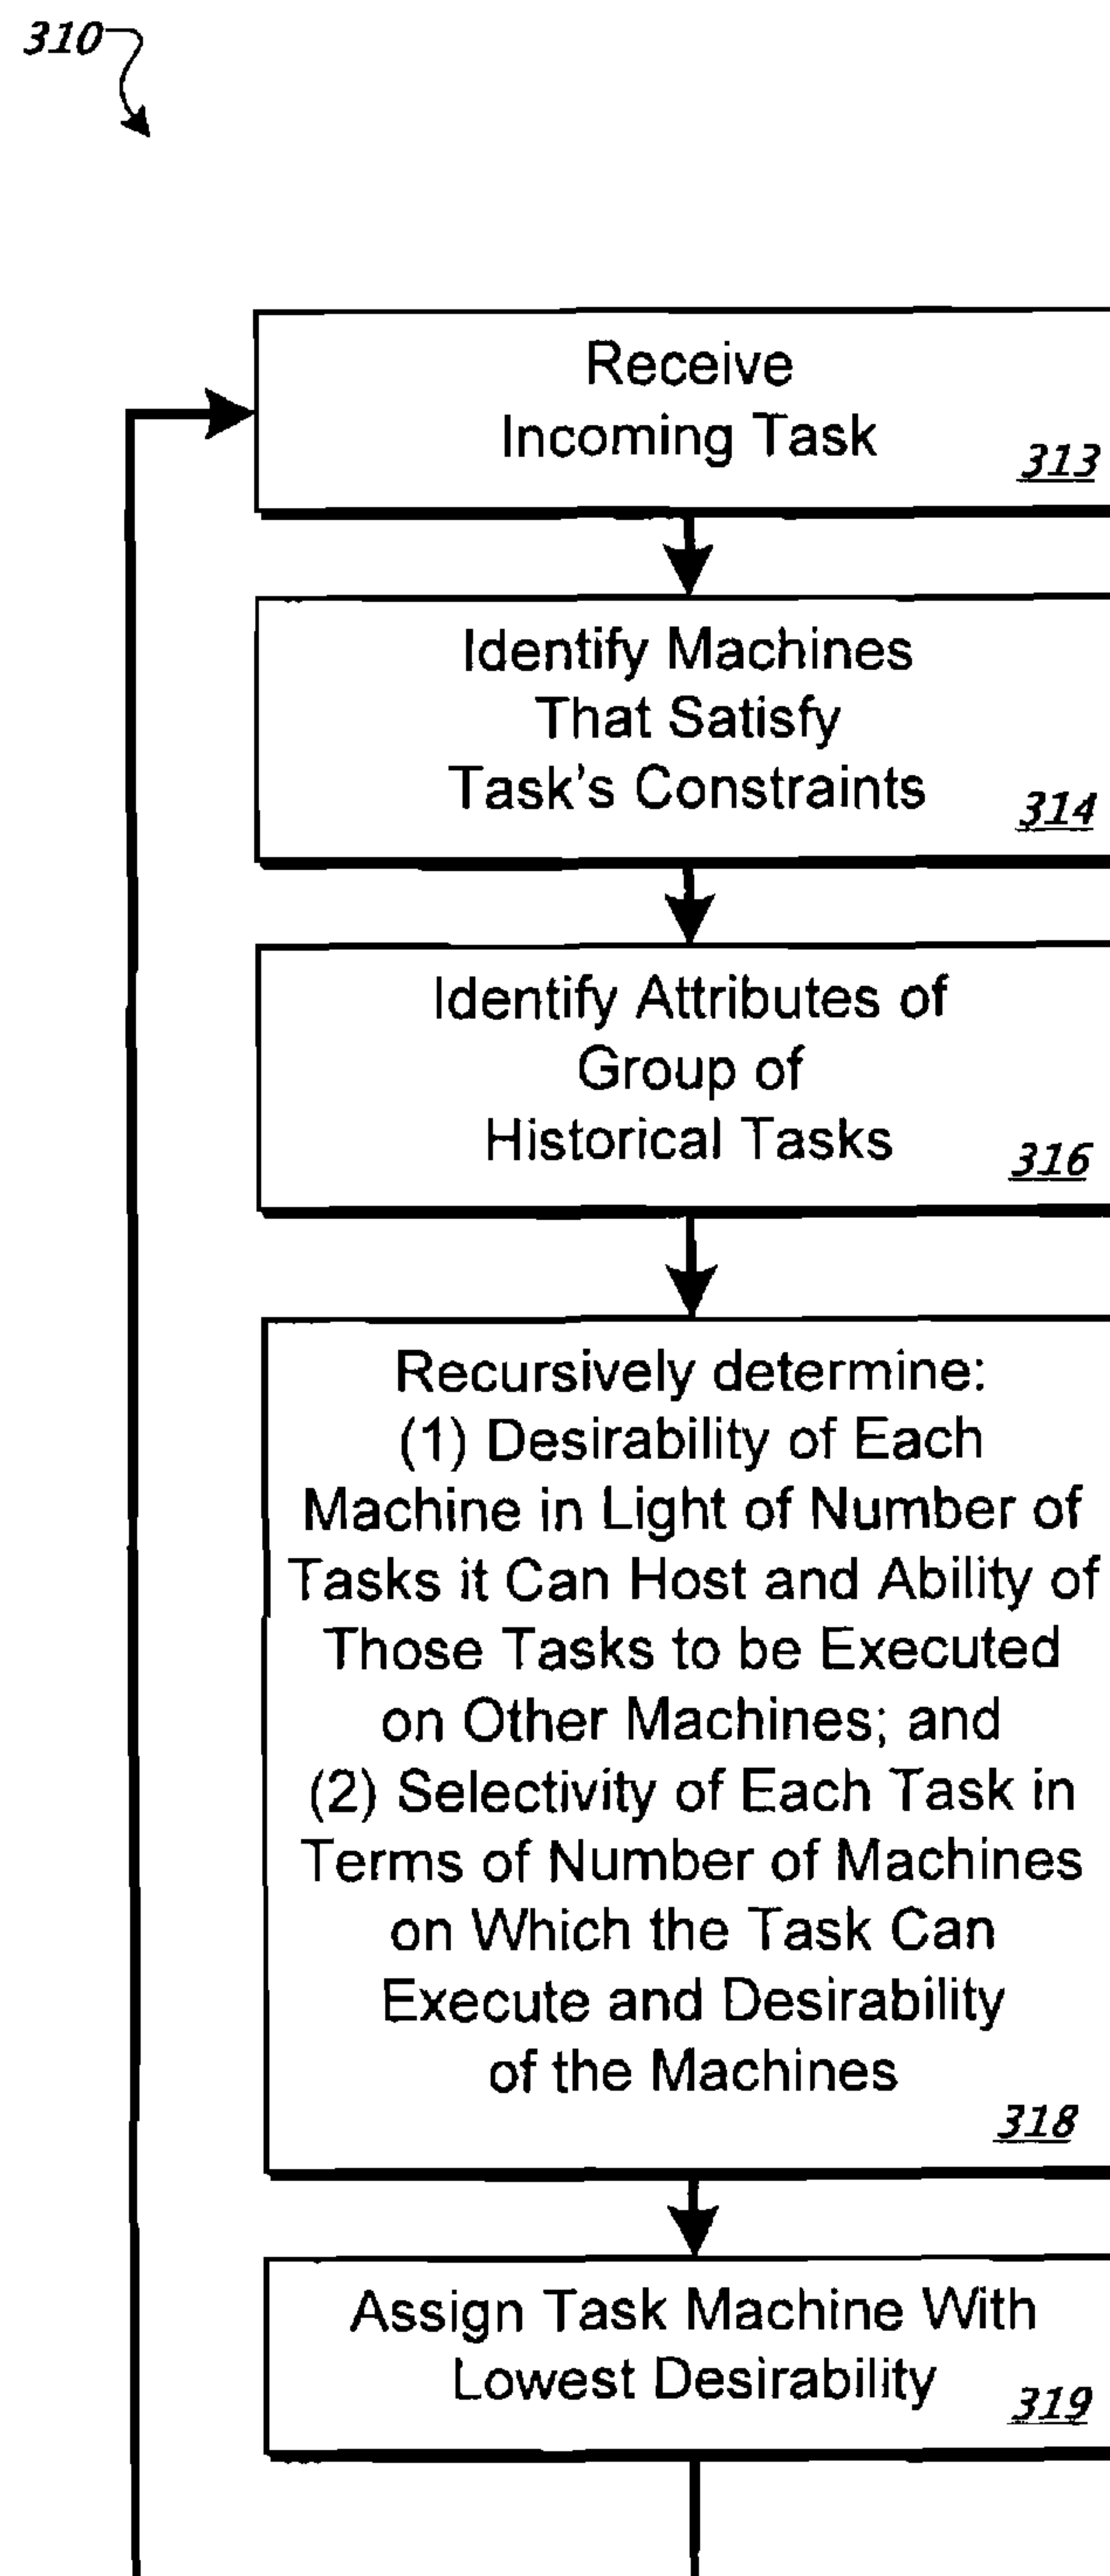 310
Receive
Incoming Task
313
Identify Machines
That Satisfy
Task's Constraints
314
Identify Attributes of
Group of
Historical Tasks
316
Recursively determine:
(1) Desirability of Each
Machine in Light of Number of
Tasks it Can Host and Ability of
Those Tasks to be Executed
on Other Machines; and
(2) Selectivity of Each Task in
Terms of Number of Machines
on Which the Task Can
Execute and Desirability
of the Machines
318
Assign Task Machine With
Lowest Desirability
319